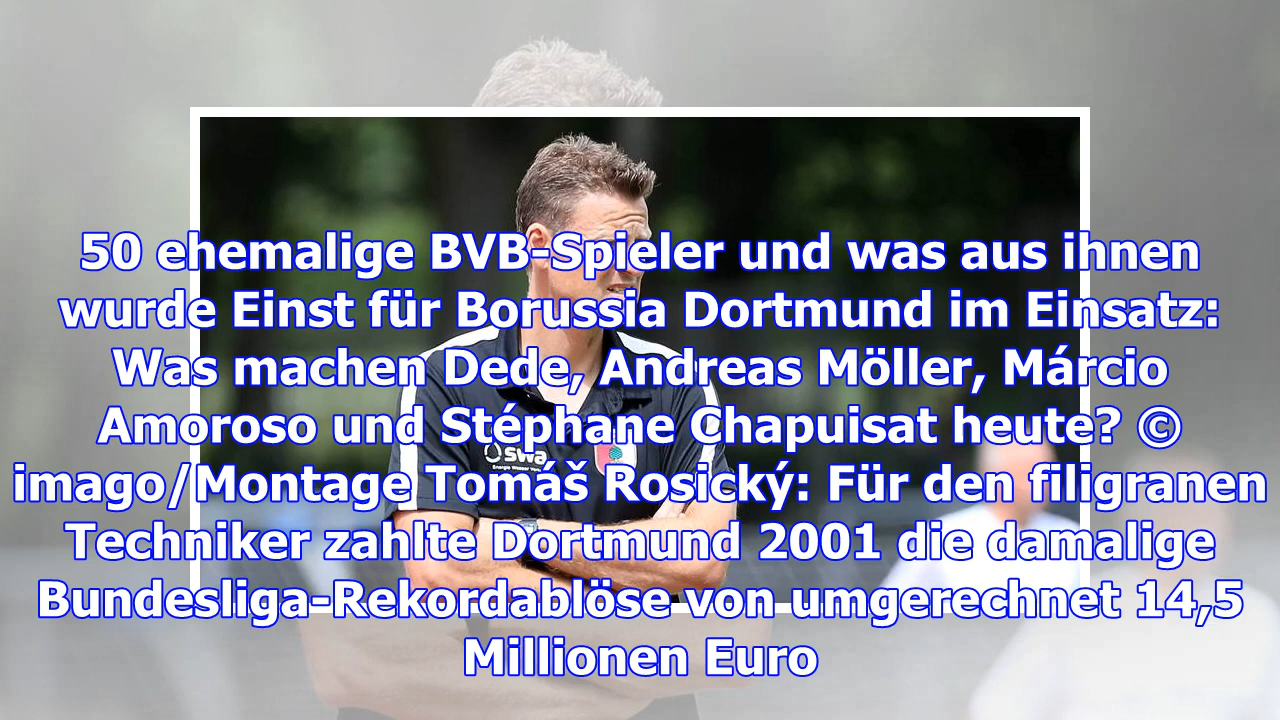 50 ehemalige BVB-Spieler und was aus ihnen
wurde Einst für Borussia Dortmund im Einsatz:
Was machen Dede, Andreas Möller, Márcio
Amoroso und Stéphane Chapuisat heute? ©
imago/Montage Tomáš Rosický: Für den filigranen
Techniker zahlte Dortmund 2001 die damalige
Bundesliga-Rekordablöse von umgerechnet 14,5
Millionen Euro
swa